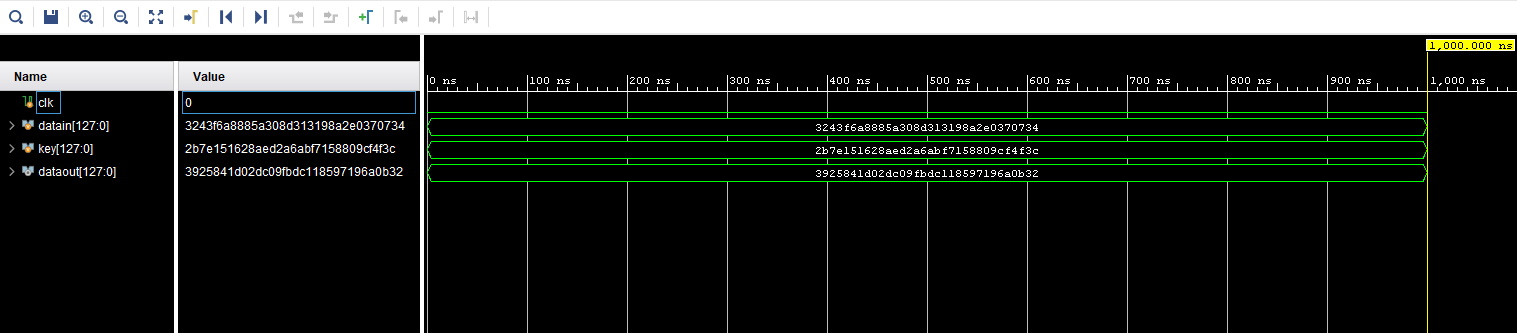 1,000.000 ns
Name Value
0 ns 100 ns 200 ns 300 ns 400 ns 500 ns 600 ns 700 ns 800 ns 900 ns 1,000 ns
clk 0
datain[127:0] 3243f6a8885a308d313198a2e0370734 3243f6a8885a308d313198a2e0370734
key[127:0] 2b7e151628aed2a6abf7158809cf4f3c 2b7e151628aed2a6abf7158809cf4f3c
dataout[127:0] 3925841d02dc09fbdc118597196a0b32 3925841d02dc09fbdc118597196a0b32